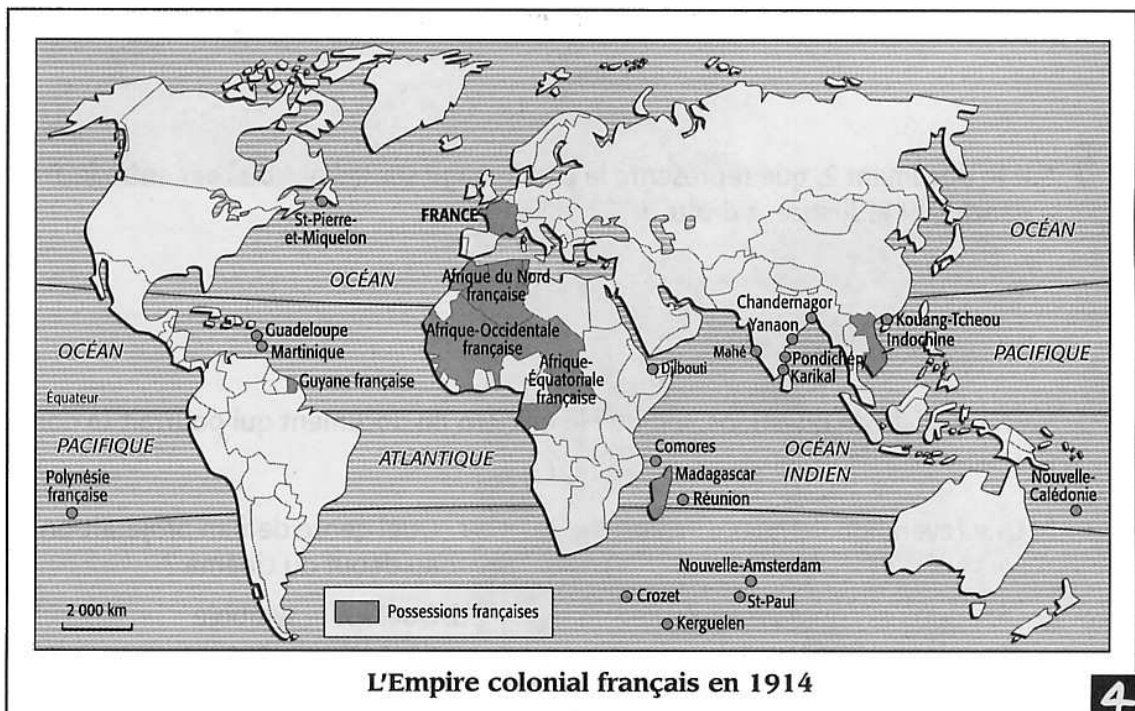 OCÉAN
St-Pierre-
et-Miquelon
FRANCE
OCÉAN
Afrique du Nord
française
Chandernagor
Yanaon
Kouang-Tcheou
Indochine
Guadeloupe
Martinique
Afrique-Occidentale
française
OCÉAN
PACIFIQUE
Mahé
Pondichéry
Karikal
Guyane française
Afrique-
Équatoriale
française
Djibouti
Équateur
PACIFIQUE
ATLANTIQUE
Comores
OCÉAN
INDIEN
Polynésie
française
Madagascar
Réunion
Nouvelle-
Calédonie
Nouvelle-Amsterdam
Crozet
St-Paul
Kerguelen
2 000 km
Possessions françaises
L'Empire colonial français en 1914
4